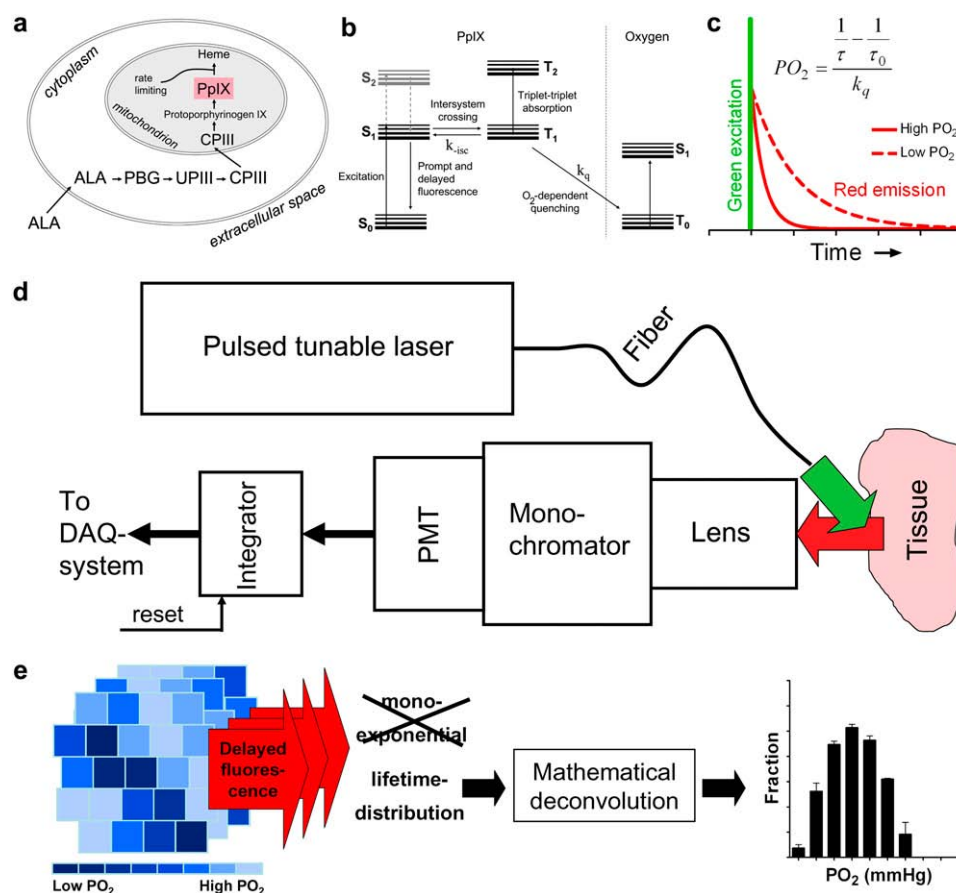 a
cytoplasm
Heme
rate
limiting
PpIX
Protoporphyrinogen IX
mitochondrion
CPIII
ALA → PBG → UPIII → CPIII
ALA
extracellular space
b
PpIX
Oxygen
S2
T2
Intersystem
crossing
Triplet-triplet
absorption
S1
T1
k-isc
S1
Prompt and
delayed
fluorescence
kq
Excitation
O2-dependent
quenching
S0
T0
c
Green excitation
PO2 = (1/τ − 1/τ0)/kq
High PO2
Low PO2
Red emission
Time →
d
Pulsed tunable laser
Fiber
To
DAQ-
system
Integrator
PMT
Mono-
chromator
Lens
Tissue
reset
e
Delayed
fluores-
cence
mono-
exponential
lifetime-
distribution
Mathematical
deconvolution
Fraction
PO2 (mmHg)
Low PO2
High PO2